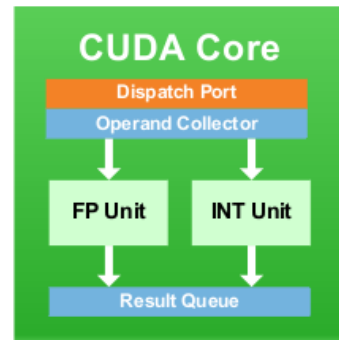 CUDA Core
Dispatch Port
Operand Collector
FP Unit
INT Unit
Result Queue